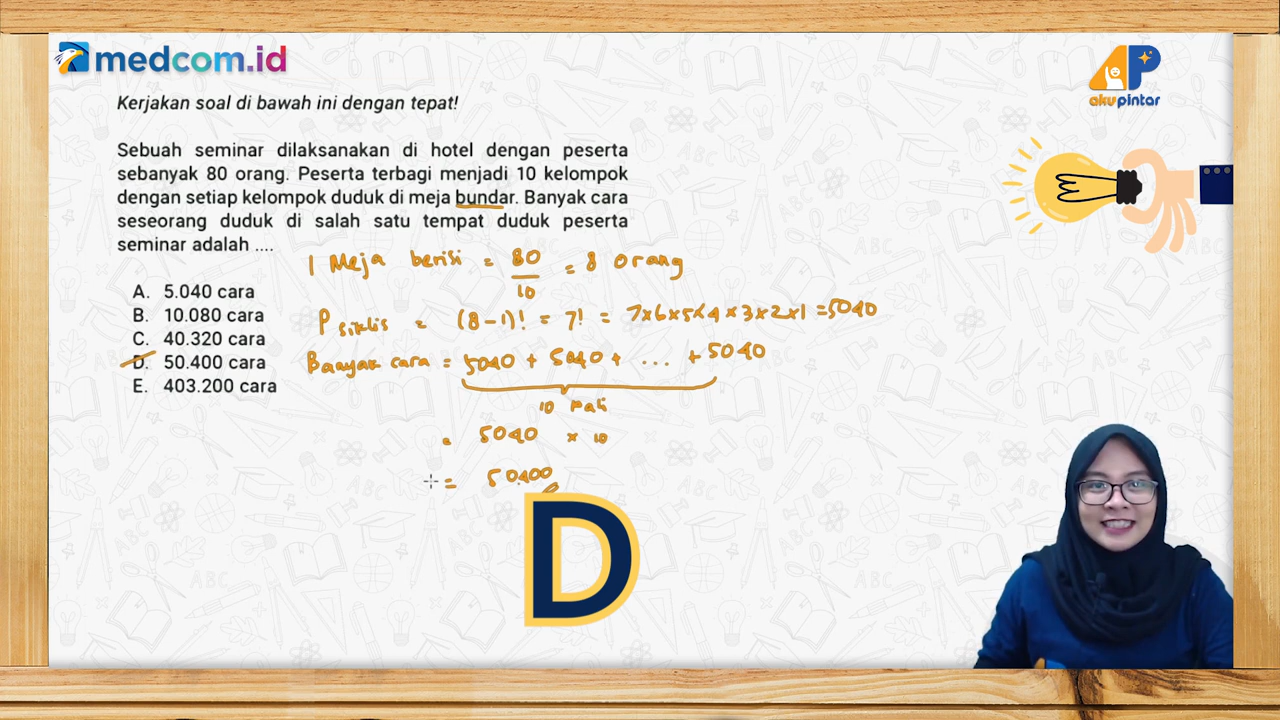 medcom.id
AP
akupintar
Kerjakan soal di bawah ini dengan tepat!
Sebuah seminar dilaksanakan di hotel dengan peserta
sebanyak 80 orang. Peserta terbagi menjadi 10 kelompok
dengan setiap kelompok duduk di meja bundar. Banyak cara
seseorang duduk di salah satu tempat duduk peserta
seminar adalah ....
1 Meja berisi = 80/10 = 8 orang
A. 5.040 cara
B. 10.080 cara
C. 40.320 cara
D. 50.400 cara
E. 403.200 cara
P siklis = (8-1)! = 7! = 7x6x5x4x3x2x1 = 5040
Banyak cara = 5040 + 5040 + ... + 5040
10 kali
= 5040 x 10
= 50400
D